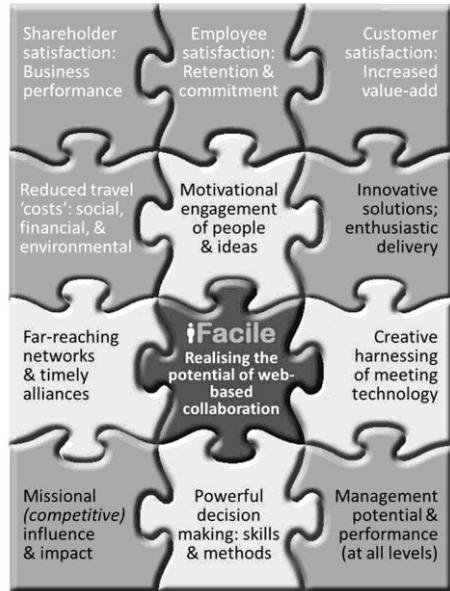 Shareholder
satisfaction:
Business
performance
Employee
satisfaction:
Retention &
commitment
Customer
satisfaction:
Increased
value-add
Reduced travel
'costs': social,
financial, &
environmental
Motivational
engagement
of people
& ideas
Innovative
solutions;
enthusiastic
delivery
Far-reaching
networks
& timely
alliances
iFacile
Realising the
potential of web-
based
collaboration
Creative
harnessing
of meeting
technology
Missional
(competitive)
influence
& impact
Powerful
decision
making: skills
& methods
Management
potential &
performance
(at all levels)